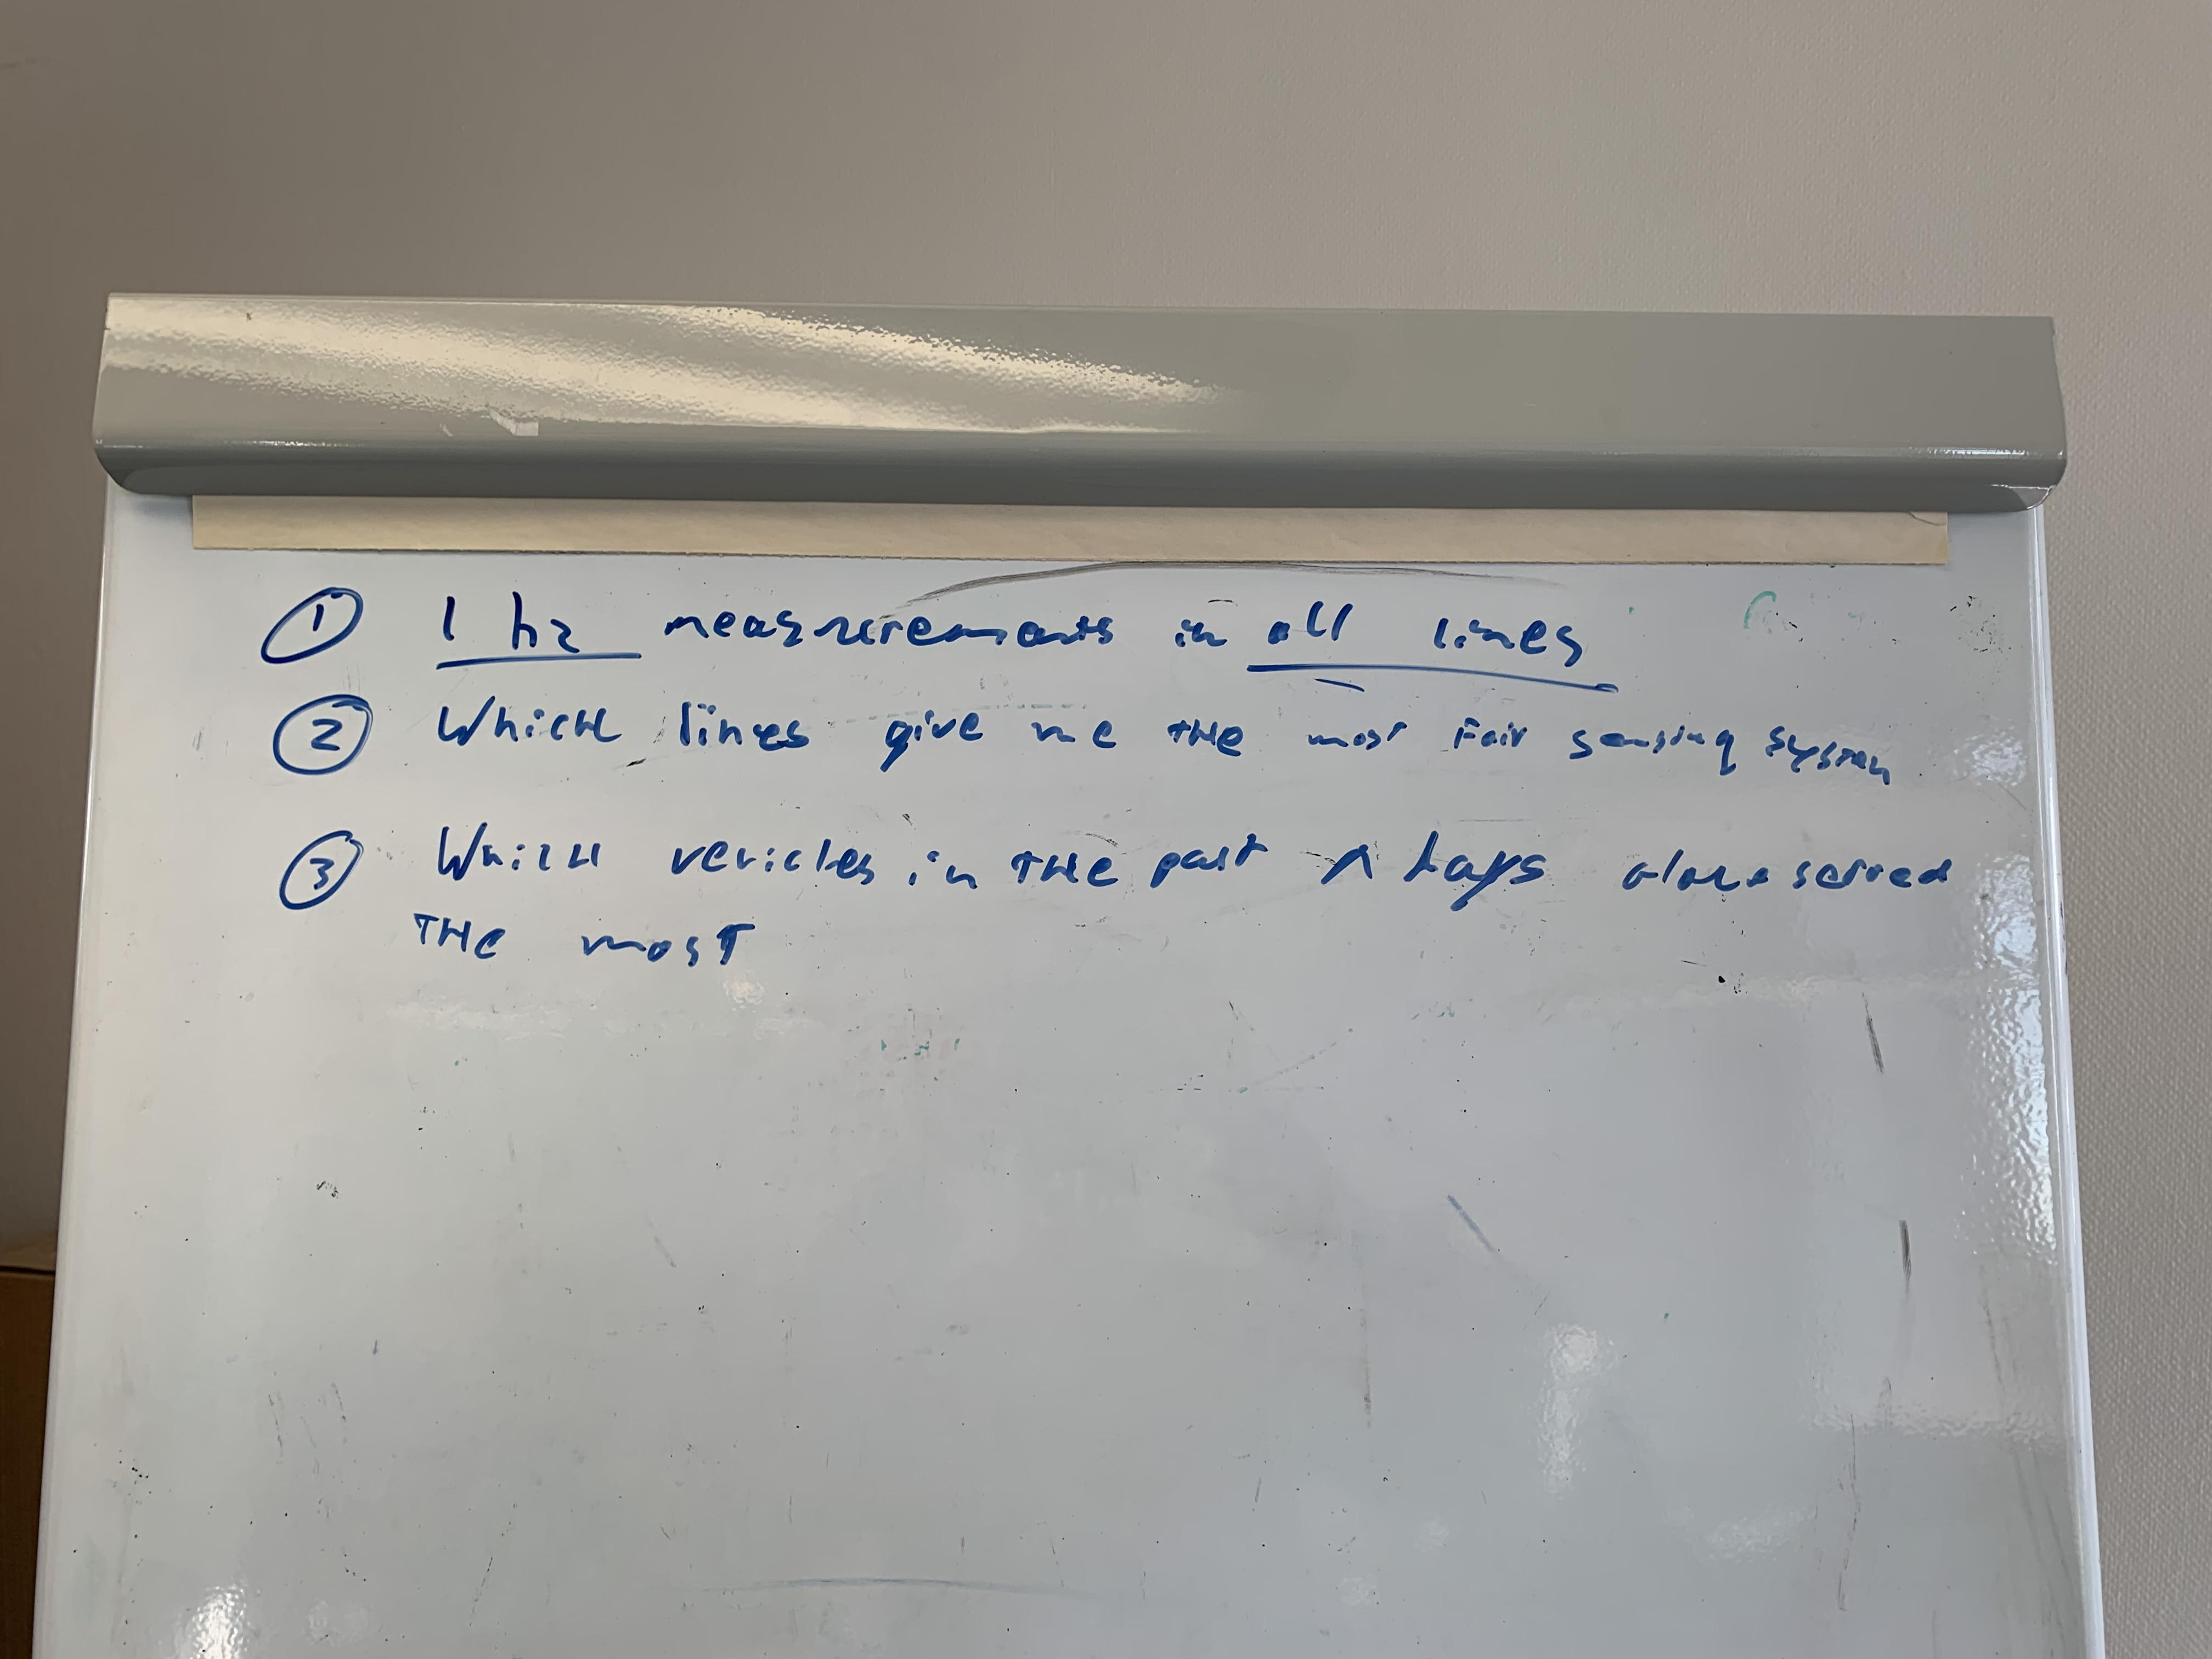 ① 1 hz measurements in all lines
② Which lines give me the most fair sensing system
③ Which vehicles in the past days served
THE most